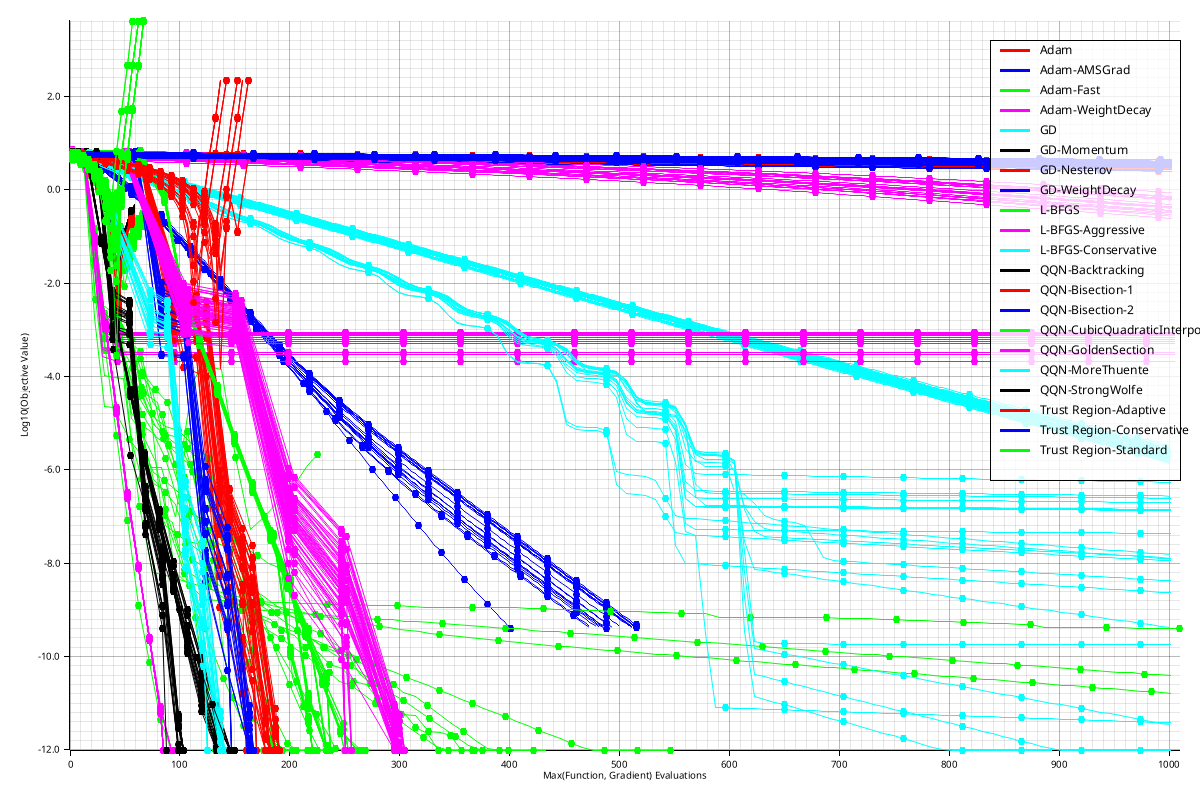 2.0
0.0
-2.0
-4.0
-6.0
-8.0
-10.0
-12.0
Log10(Objective Value)
0 100 200 300 400 500 600 700 800 900 1000
Max(Function, Gradient) Evaluations
Adam
Adam-AMSGrad
Adam-Fast
Adam-WeightDecay
GD
GD-Momentum
GD-Nesterov
GD-WeightDecay
L-BFGS
L-BFGS-Aggressive
L-BFGS-Conservative
QQN-Backtracking
QQN-Bisection-1
QQN-Bisection-2
QQN-CubicQuadraticInterpo
QQN-GoldenSection
QQN-MoreThuente
QQN-StrongWolfe
Trust Region-Adaptive
Trust Region-Conservative
Trust Region-Standard